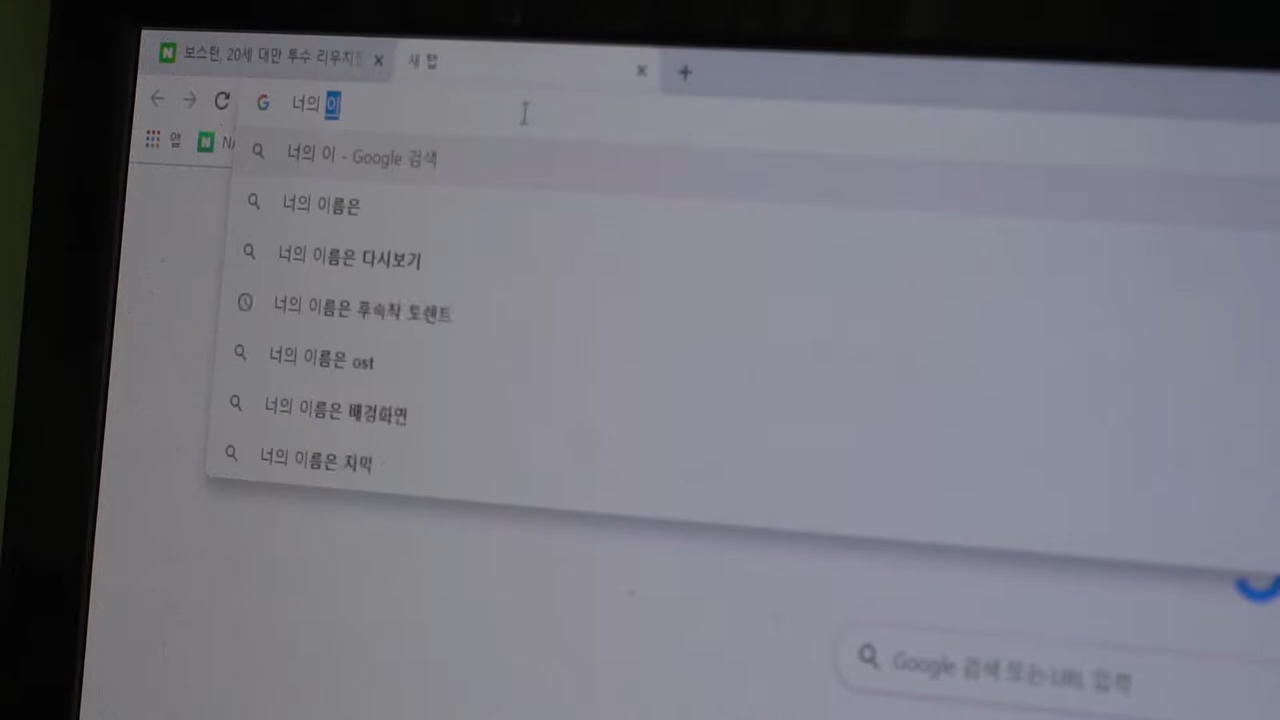 보스턴, 20세 대만 투수 리우치
새 탭
너의 이
앱
N
너의 이 - Google 검색
너의 이름은
너의 이름은 다시보기
너의 이름은 후속작 토렌트
너의 이름은 ost
너의 이름은 배경화면
너의 이름은 자막
Google 검색 또는 URL 입력